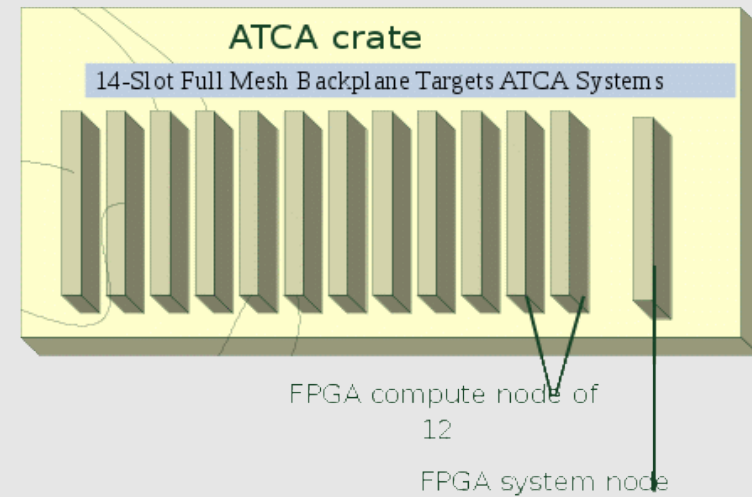 ATCA crate
14-Slot Full Mesh Backplane Targets ATCA Systems
FPGA compute node of
12
FPGA system node